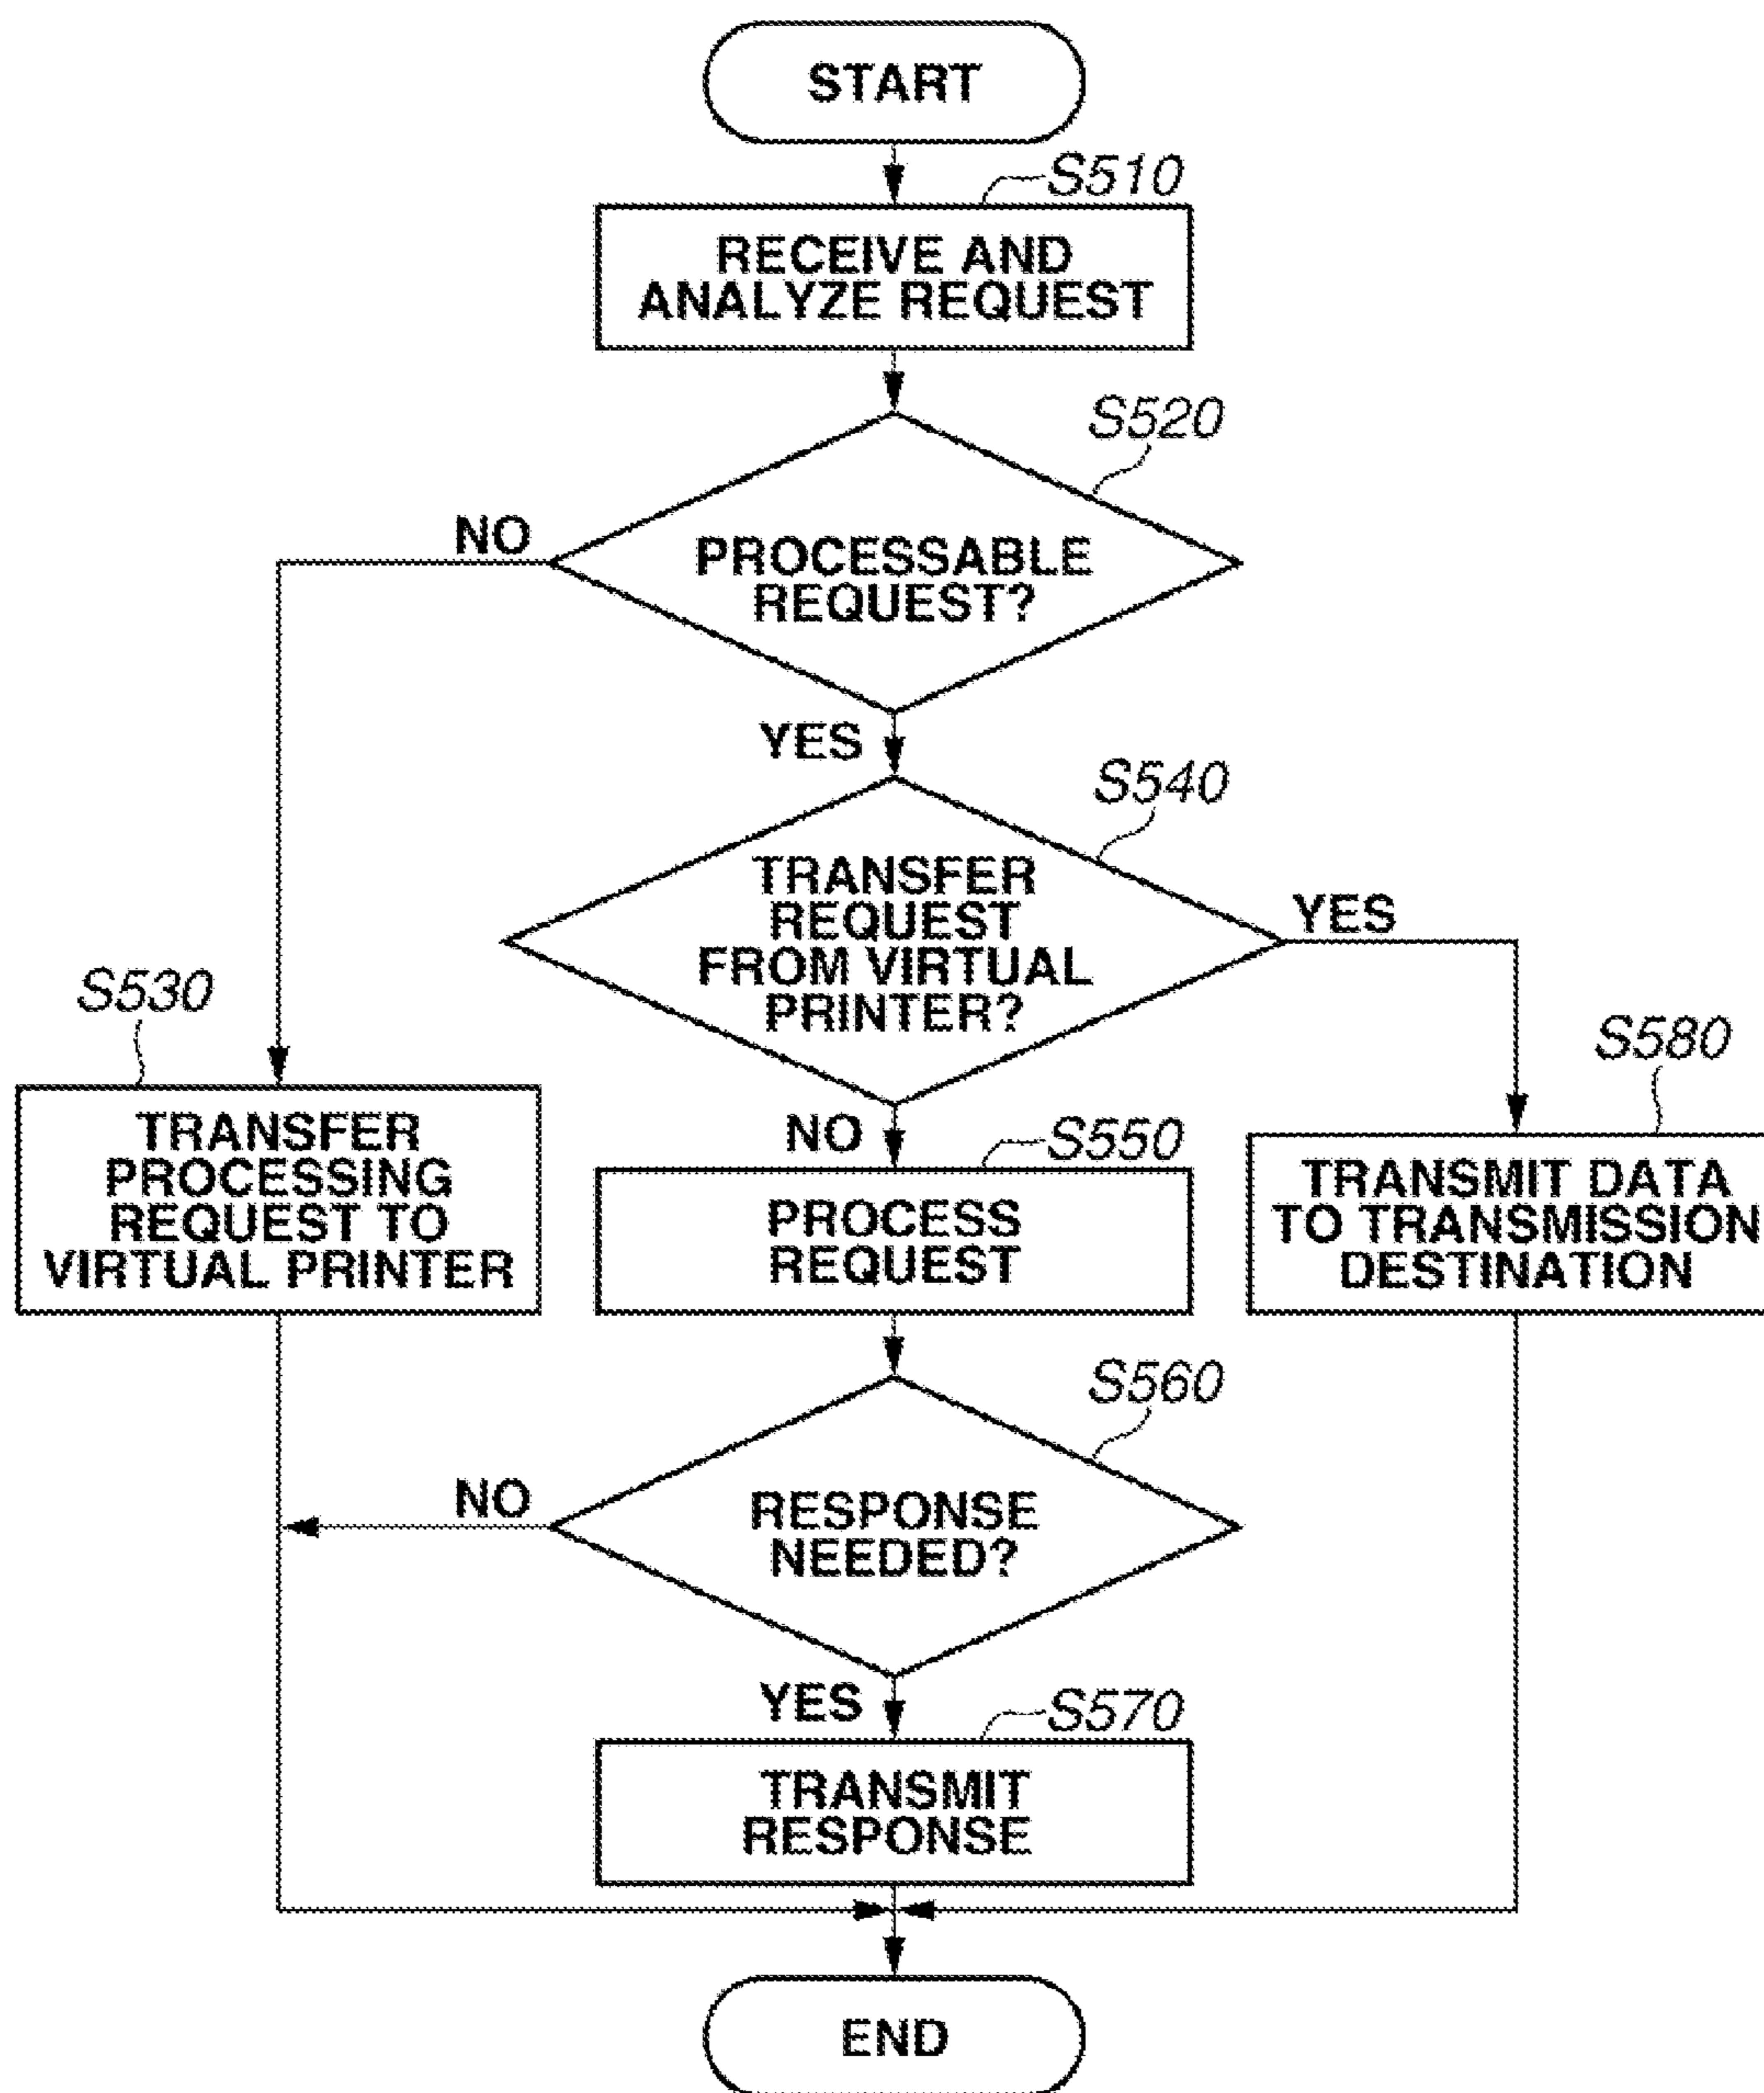 START
S510
RECEIVE AND
ANALYZE REQUEST
S520
NO
PROCESSABLE
REQUEST?
YES
S540
TRANSFER
REQUEST
FROM VIRTUAL
PRINTER?
YES
S530
S580
TRANSFER
PROCESSING
REQUEST TO
VIRTUAL PRINTER
NO
S550
PROCESS
REQUEST
TRANSMIT DATA
TO TRANSMISSION
DESTINATION
S560
NO
RESPONSE
NEEDED?
YES
S570
TRANSMIT
RESPONSE
END